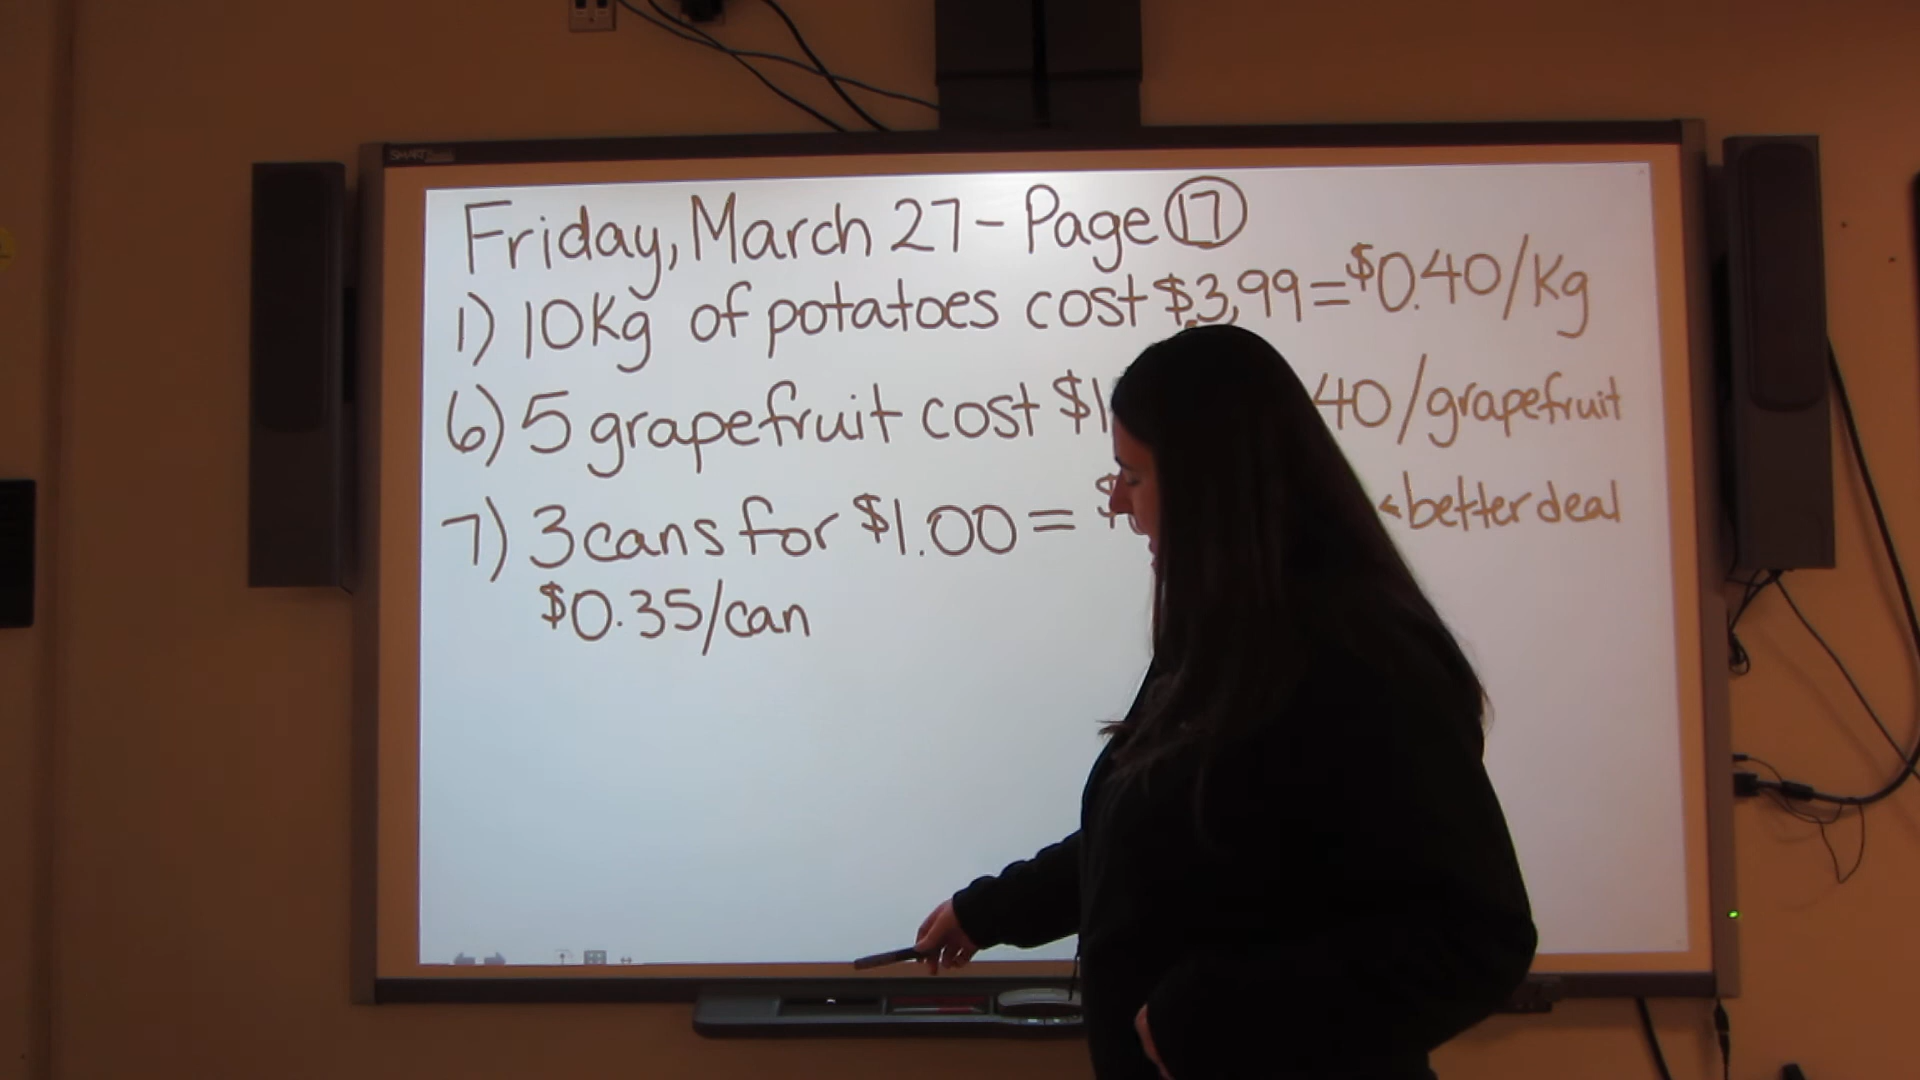 SMART
Friday, March 27 - Page 17
1) 10Kg of potatoes cost $3.99 = $0.40/Kg
6) 5 grapefruit cost $1 40/grapefruit
7) 3 cans for $1.00 = $ better deal
$0.35/can